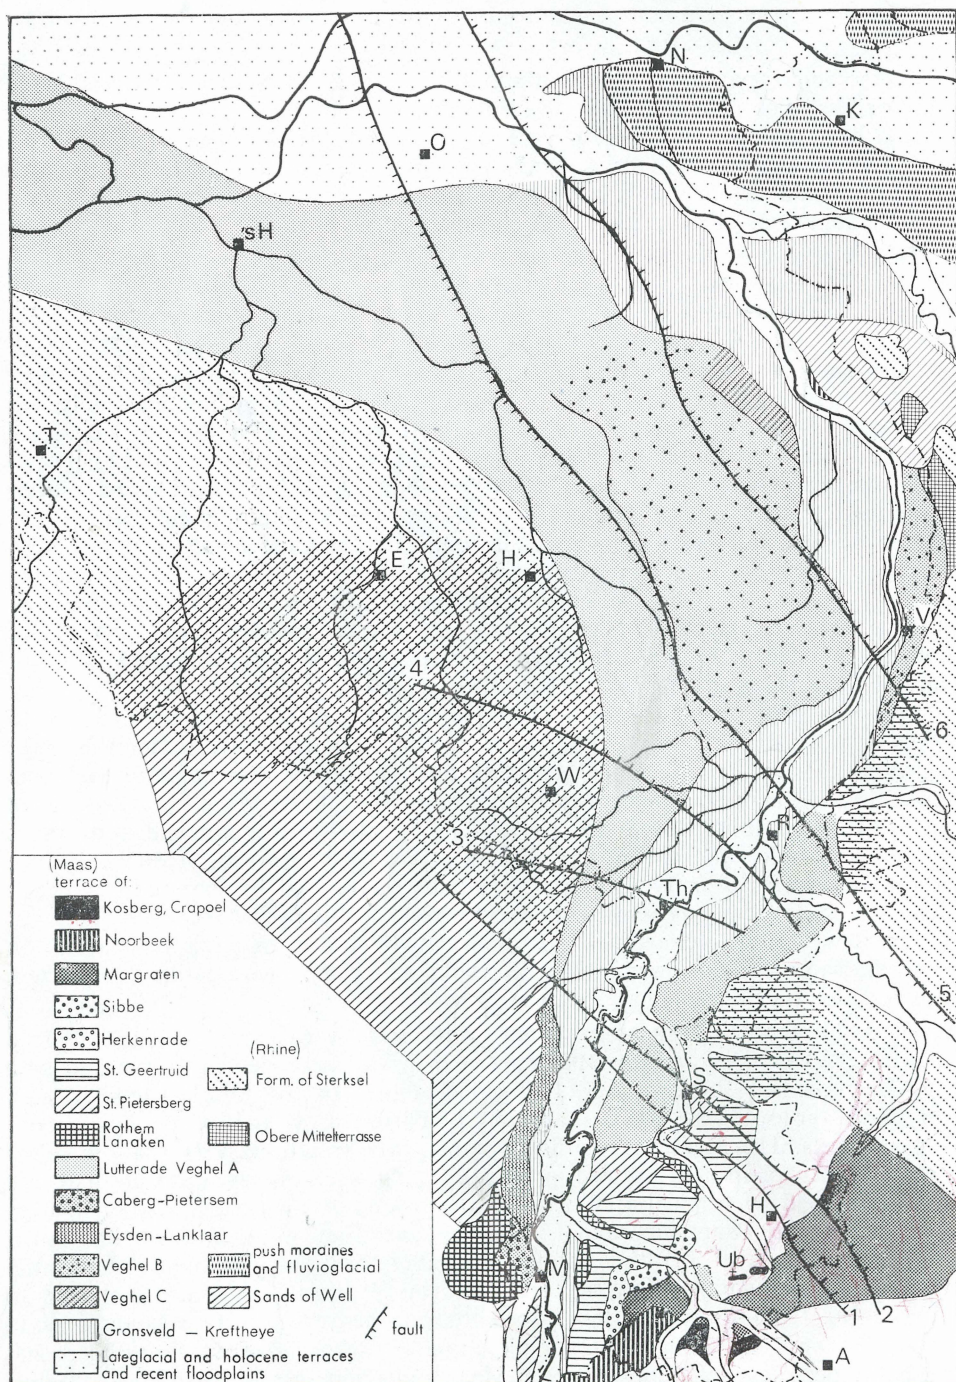 N
K
O
'sH
T
E
H
4
V
6
W
3
R
Th
5
S
H
Ub
M
1
2
A
(Maas)
terrace of:
Kosberg, Crapoel
Noorbeek
Margraten
Sibbe
Herkenrade
St. Geertruid
St. Pietersberg
Rothem
Lanaken
Lutterade Veghel A
Caberg-Pietersem
Eysden-Lanklaar
Veghel B
Veghel C
Gronsveld – Kreftheye
Lateglacial and holocene terraces
and recent floodplains
(Rhine)
Form. of Sterksel
Obere Mittelterrasse
push moraines
and fluvioglacial
Sands of Well
fault